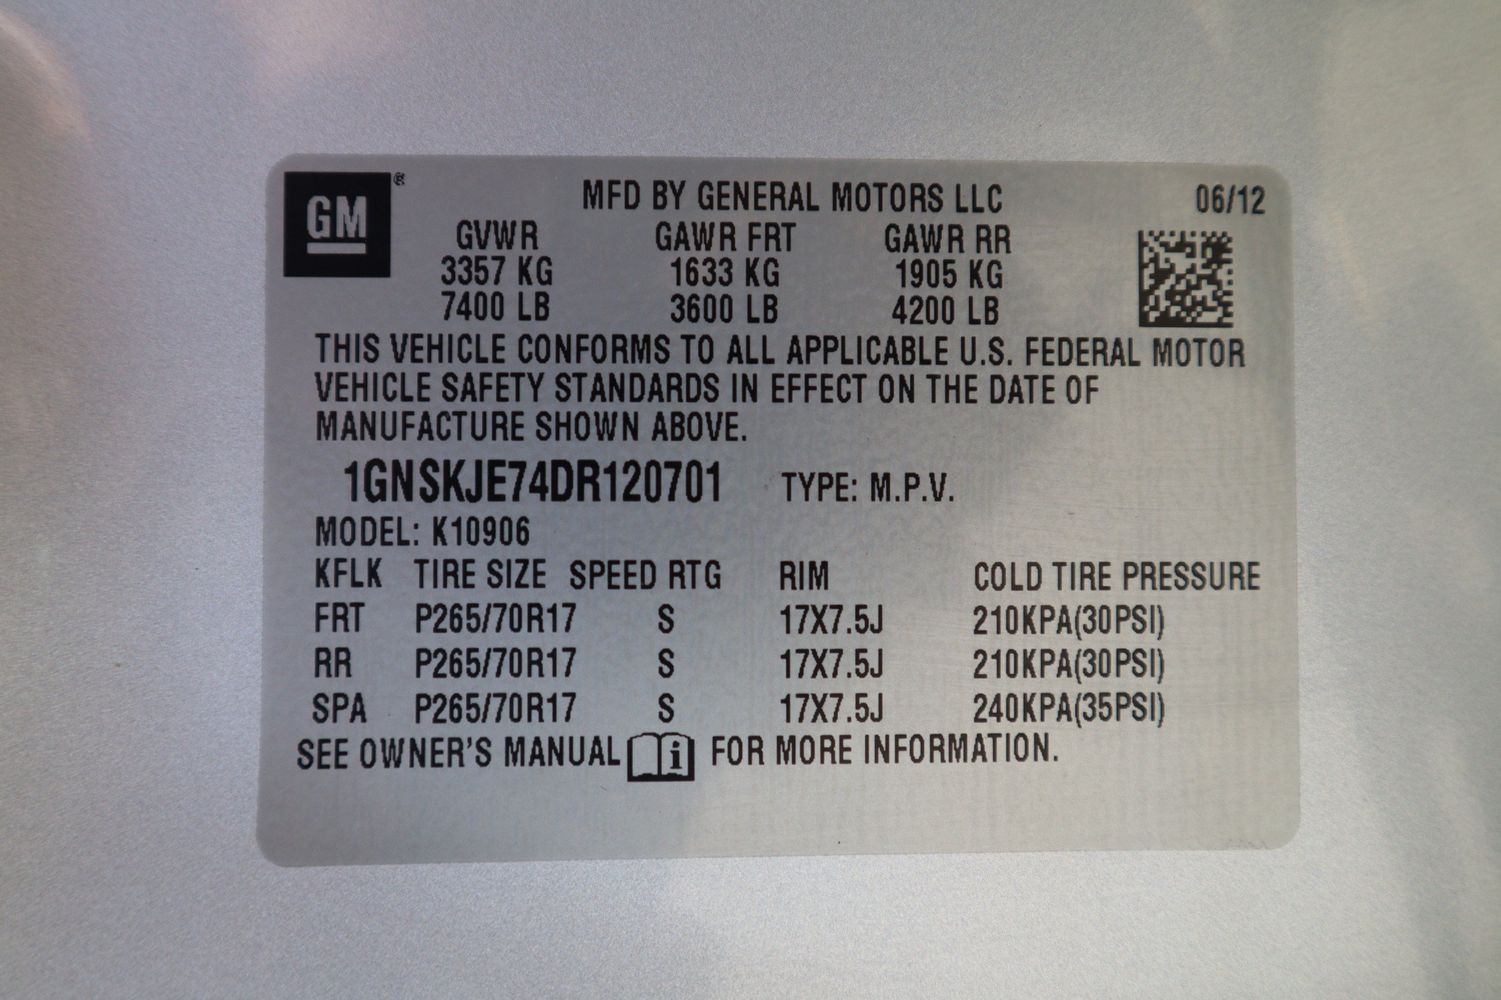 GM®
MFD BY GENERAL MOTORS LLC 06/12
GVWR GAWR FRT GAWR RR
3357 KG 1633 KG 1905 KG
7400 LB 3600 LB 4200 LB
THIS VEHICLE CONFORMS TO ALL APPLICABLE U.S. FEDERAL MOTOR
VEHICLE SAFETY STANDARDS IN EFFECT ON THE DATE OF
MANUFACTURE SHOWN ABOVE.
1GNSKJE74DR120701 TYPE: M.P.V.
MODEL: K10906
KFLK TIRE SIZE SPEED RTG RIM COLD TIRE PRESSURE
FRT P265/70R17 S 17X7.5J 210KPA(30PSI)
RR P265/70R17 S 17X7.5J 210KPA(30PSI)
SPA P265/70R17 S 17X7.5J 240KPA(35PSI)
SEE OWNER'S MANUAL i FOR MORE INFORMATION.